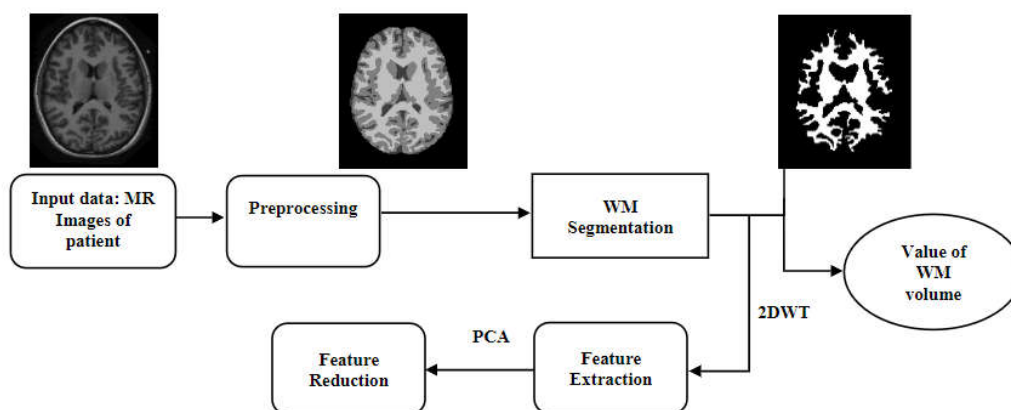 Input data: MR
Images of
patient
Preprocessing
WM
Segmentation
Value of
WM
volume
2DWT
PCA
Feature
Reduction
Feature
Extraction